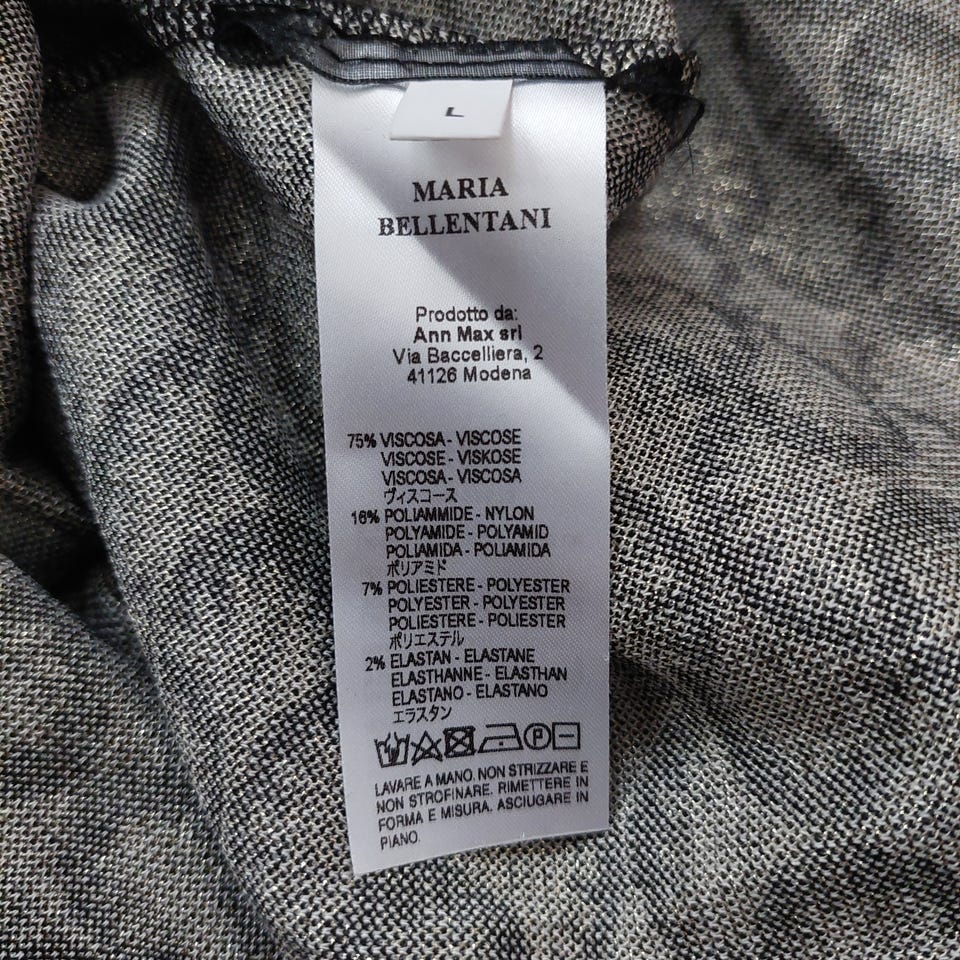 L
MARIA
BELLENTANI
Prodotto da:
Ann Max srl
Via Baccelliera, 2
41126 Modena
75% VISCOSA - VISCOSE
VISCOSE - VISKOSE
VISCOSA - VISCOSA
ヴィスコース
16% POLIAMMIDE - NYLON
POLYAMIDE - POLYAMID
POLIAMIDA - POLIAMIDA
ポリアミド
7% POLIESTERE - POLYESTER
POLYESTER - POLYESTER
POLIESTERE - POLIESTER
ポリエステル
2% ELASTAN - ELASTANE
ELASTHANNE - ELASTHAN
ELASTANO - ELASTANO
エラスタン
P
LAVARE A MANO. NON STRIZZARE E
NON STROFINARE. RIMETTERE IN
FORMA E MISURA. ASCIUGARE IN
PIANO.